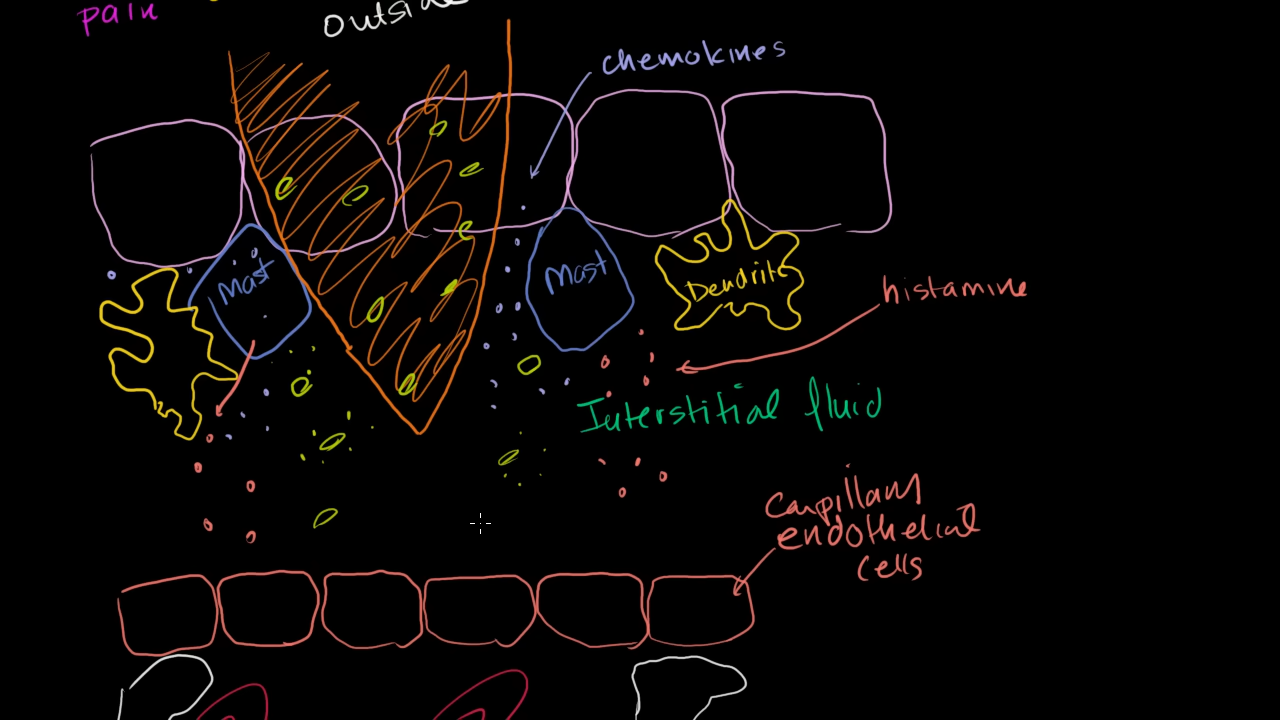 pain
outside
chemokines
Mast
Mast
Dendrite
histamine
Interstitial fluid
Capillary
endothelial
cells